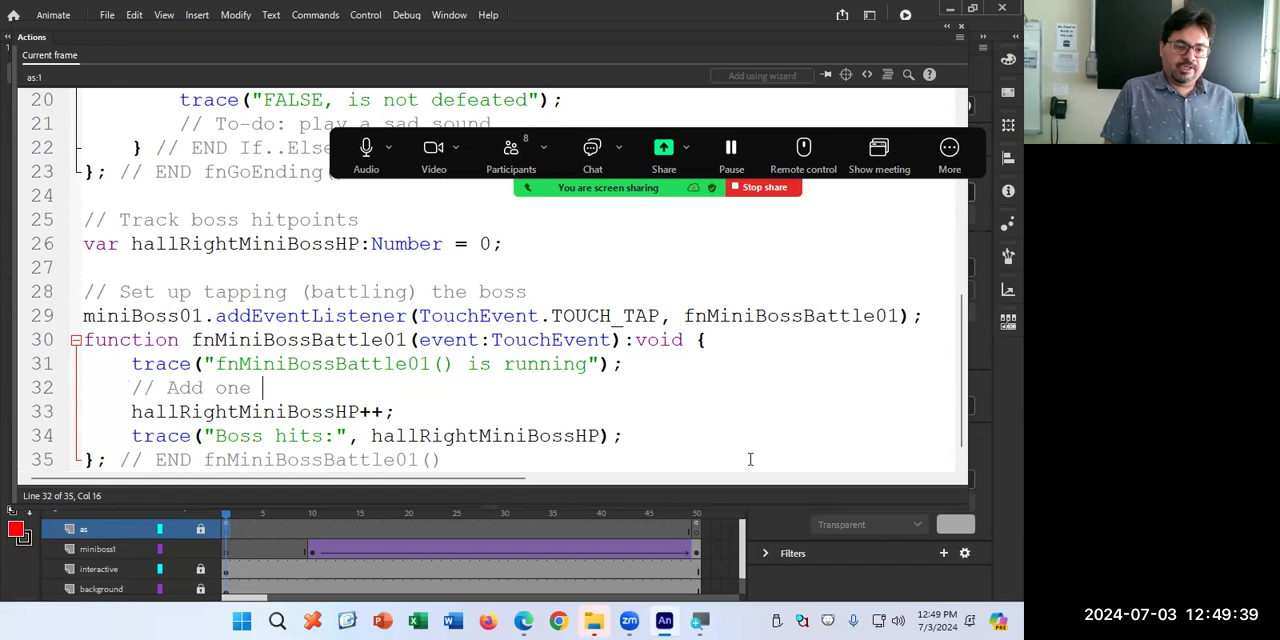 Animate File Edit View Insert Modify Text Commands Control Debug Window Help
Actions
Current frame
as:1
Add using wizard
20 trace("FALSE, is not defeated");
21 // To-do: play a sad sound
22 } // END If..Else
23 }; // END fnGoEnding(
24
25 // Track boss hitpoints
26 var hallRightMiniBossHP:Number = 0;
27
28 // Set up tapping (battling) the boss
29 miniBoss01.addEventListener(TouchEvent.TOUCH_TAP, fnMiniBossBattle01);
30 function fnMiniBossBattle01(event:TouchEvent):void {
31 trace("fnMiniBossBattle01() is running");
32 // Add one
33 hallRightMiniBossHP++;
34 trace("Boss hits:", hallRightMiniBossHP);
35 }; // END fnMiniBossBattle01()
8
Audio Video Participants Chat Share Pause Remote control Show meeting More
You are screen sharing Stop share
Line 32 of 35, Col 16
5 10 15 20 25 30 35 40 45 50
as
miniboss1
interactive
background
Transparent
Filters
12:49 PM
7/3/2024
2024-07-03 12:49:39